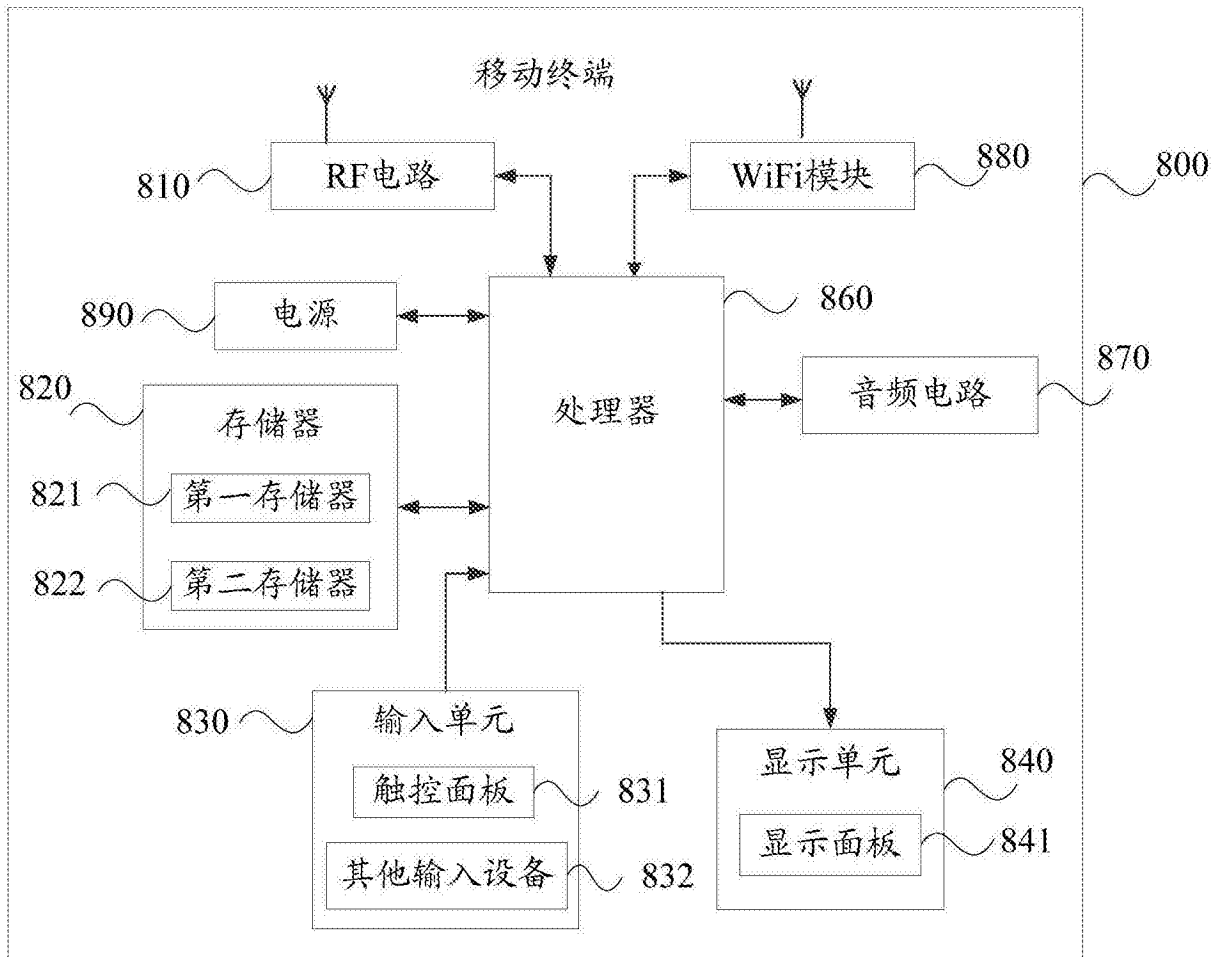 移动终端
810
RF电路
WiFi模块
880
800
890
电源
860
820
存储器
处理器
音频电路
870
821
第一存储器
822
第二存储器
830
输入单元
触控面板
831
其他输入设备
832
显示单元
840
显示面板
841